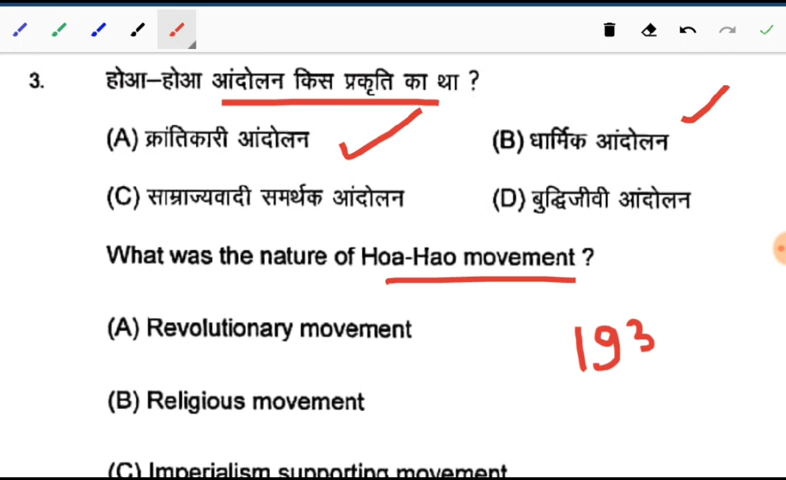 3. होआ–होआ आंदोलन किस प्रकृति का था ?
(A) क्रांतिकारी आंदोलन (B) धार्मिक आंदोलन
(C) साम्राज्यवादी समर्थक आंदोलन (D) बुद्धिजीवी आंदोलन
What was the nature of Hoa-Hao movement ?
(A) Revolutionary movement
193
(B) Religious movement
(C) Imperialism supporting movement